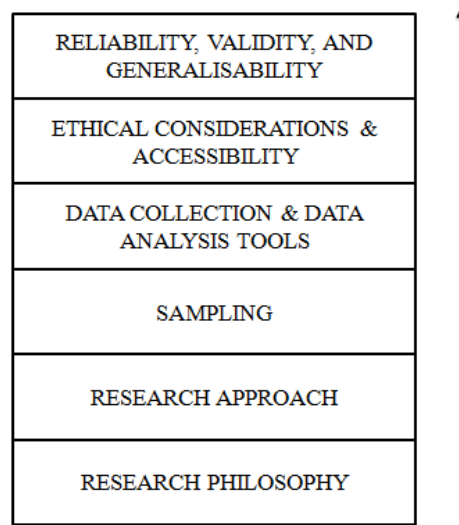 RELIABILITY, VALIDITY, AND
GENERALISABILITY
ETHICAL CONSIDERATIONS &
ACCESSIBILITY
DATA COLLECTION & DATA
ANALYSIS TOOLS
SAMPLING
RESEARCH APPROACH
RESEARCH PHILOSOPHY